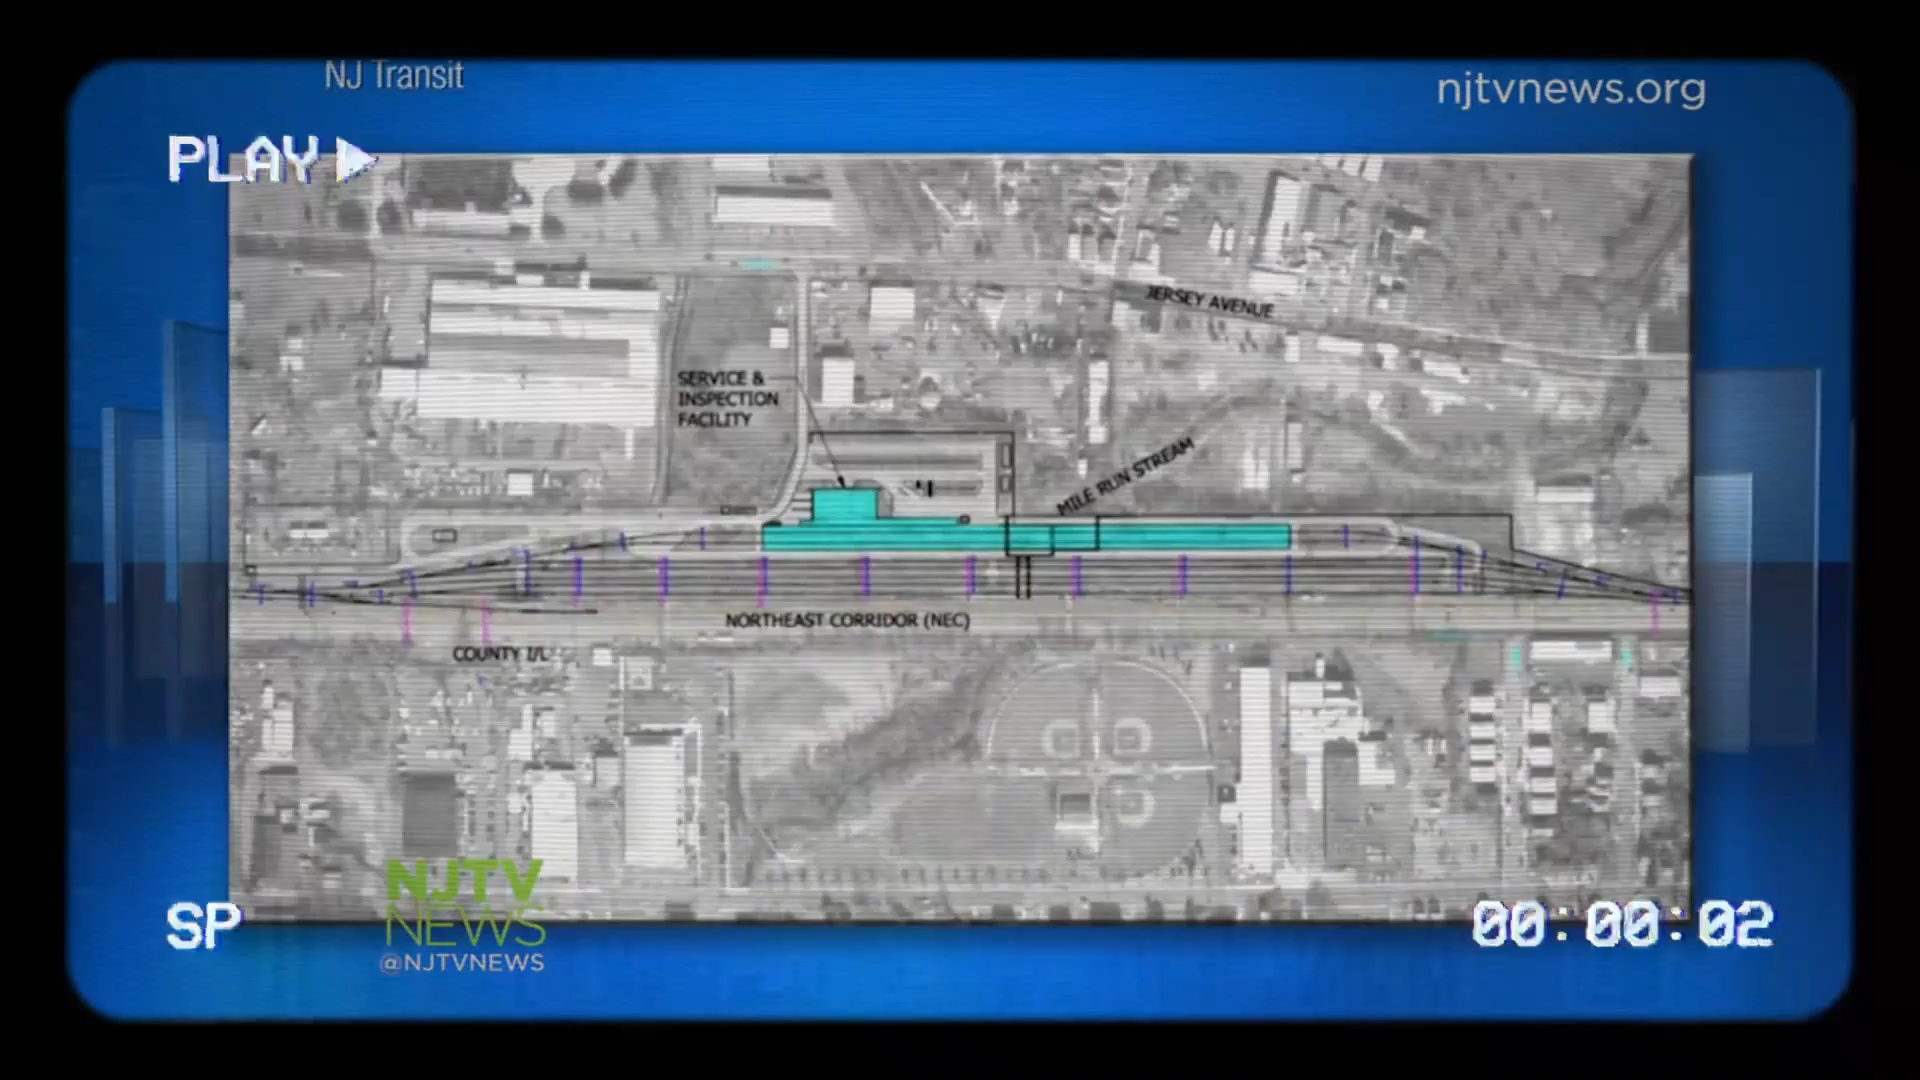 NJ Transit
njtvnews.org
PLAY
JERSEY AVENUE
SERVICE &
INSPECTION
FACILITY
MILE RUN STREAM
NORTHEAST CORRIDOR (NEC)
COUNTY I/L
NJTV
NEWS
@NJTVNEWS
SP
00:00:02